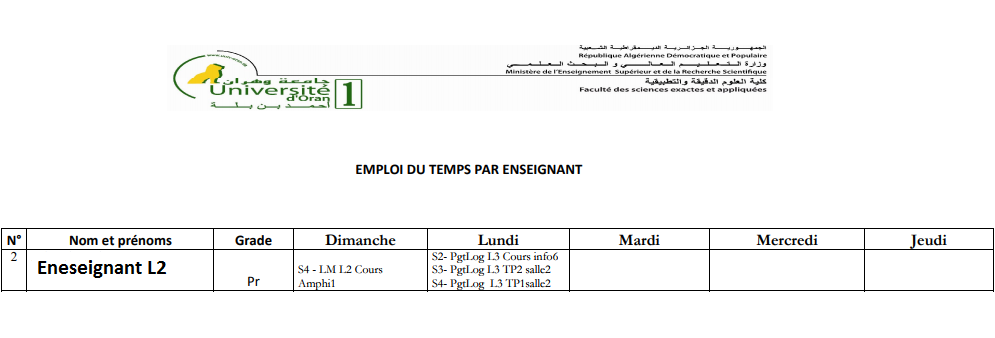 الجمهورية الجزائرية الديمقراطية الشعبية
République Algérienne Démocratique et Populaire
وزارة التعليم العالي و البحث العلمي
Ministère de l'Enseignement Supérieur et de la Recherche Scientifique
كلية العلوم الدقيقة والتطبيقية
Faculté des sciences exactes et appliquées
جامعة وهران
Université
d'Oran
1
أحمد بن بلة
EMPLOI DU TEMPS PAR ENSEIGNANT
N° Nom et prénoms Grade Dimanche Lundi Mardi Mercredi Jeudi
2 Eneseignant L2 Pr
S4 - LM L2 Cours
Amphi1
S2- PgtLog L3 Cours info6
S3- PgtLog L3 TP2 salle2
S4- PgtLog L3 TP1salle2